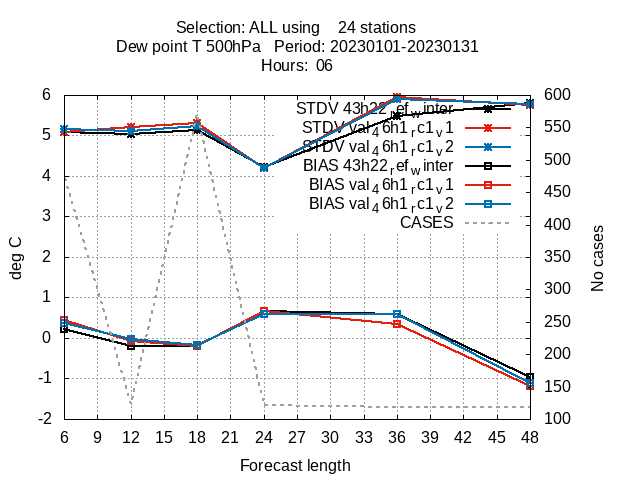 Selection: ALL using 24 stations
Dew point T 500hPa Period: 20230101-20230131
Hours: 06
STDV 43h22_ref_winter
STDV val_46h1_rc1_v1
STDV val_46h1_rc1_v2
BIAS 43h22_ref_winter
BIAS val_46h1_rc1_v1
BIAS val_46h1_rc1_v2
CASES
deg C
6
5
4
3
2
1
0
-1
-2
No cases
600
550
500
450
400
350
300
250
200
150
100
6 9 12 15 18 21 24 27 30 33 36 39 42 45 48
Forecast length